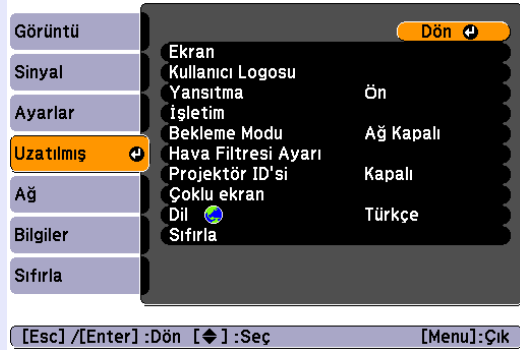 Görüntü
Sinyal
Ayarlar
Uzatılmış
Ağ
Bilgiler
Sıfırla
Dön
Ekran
Kullanıcı Logosu
Yansıtma Ön
İşletim
Bekleme Modu Ağ Kapalı
Hava Filtresi Ayarı
Projektör ID'si Kapalı
Çoklu ekran
Dil Türkçe
Sıfırla
[Esc] /[Enter] :Dön [ ] :Seç [Menu]:Çık